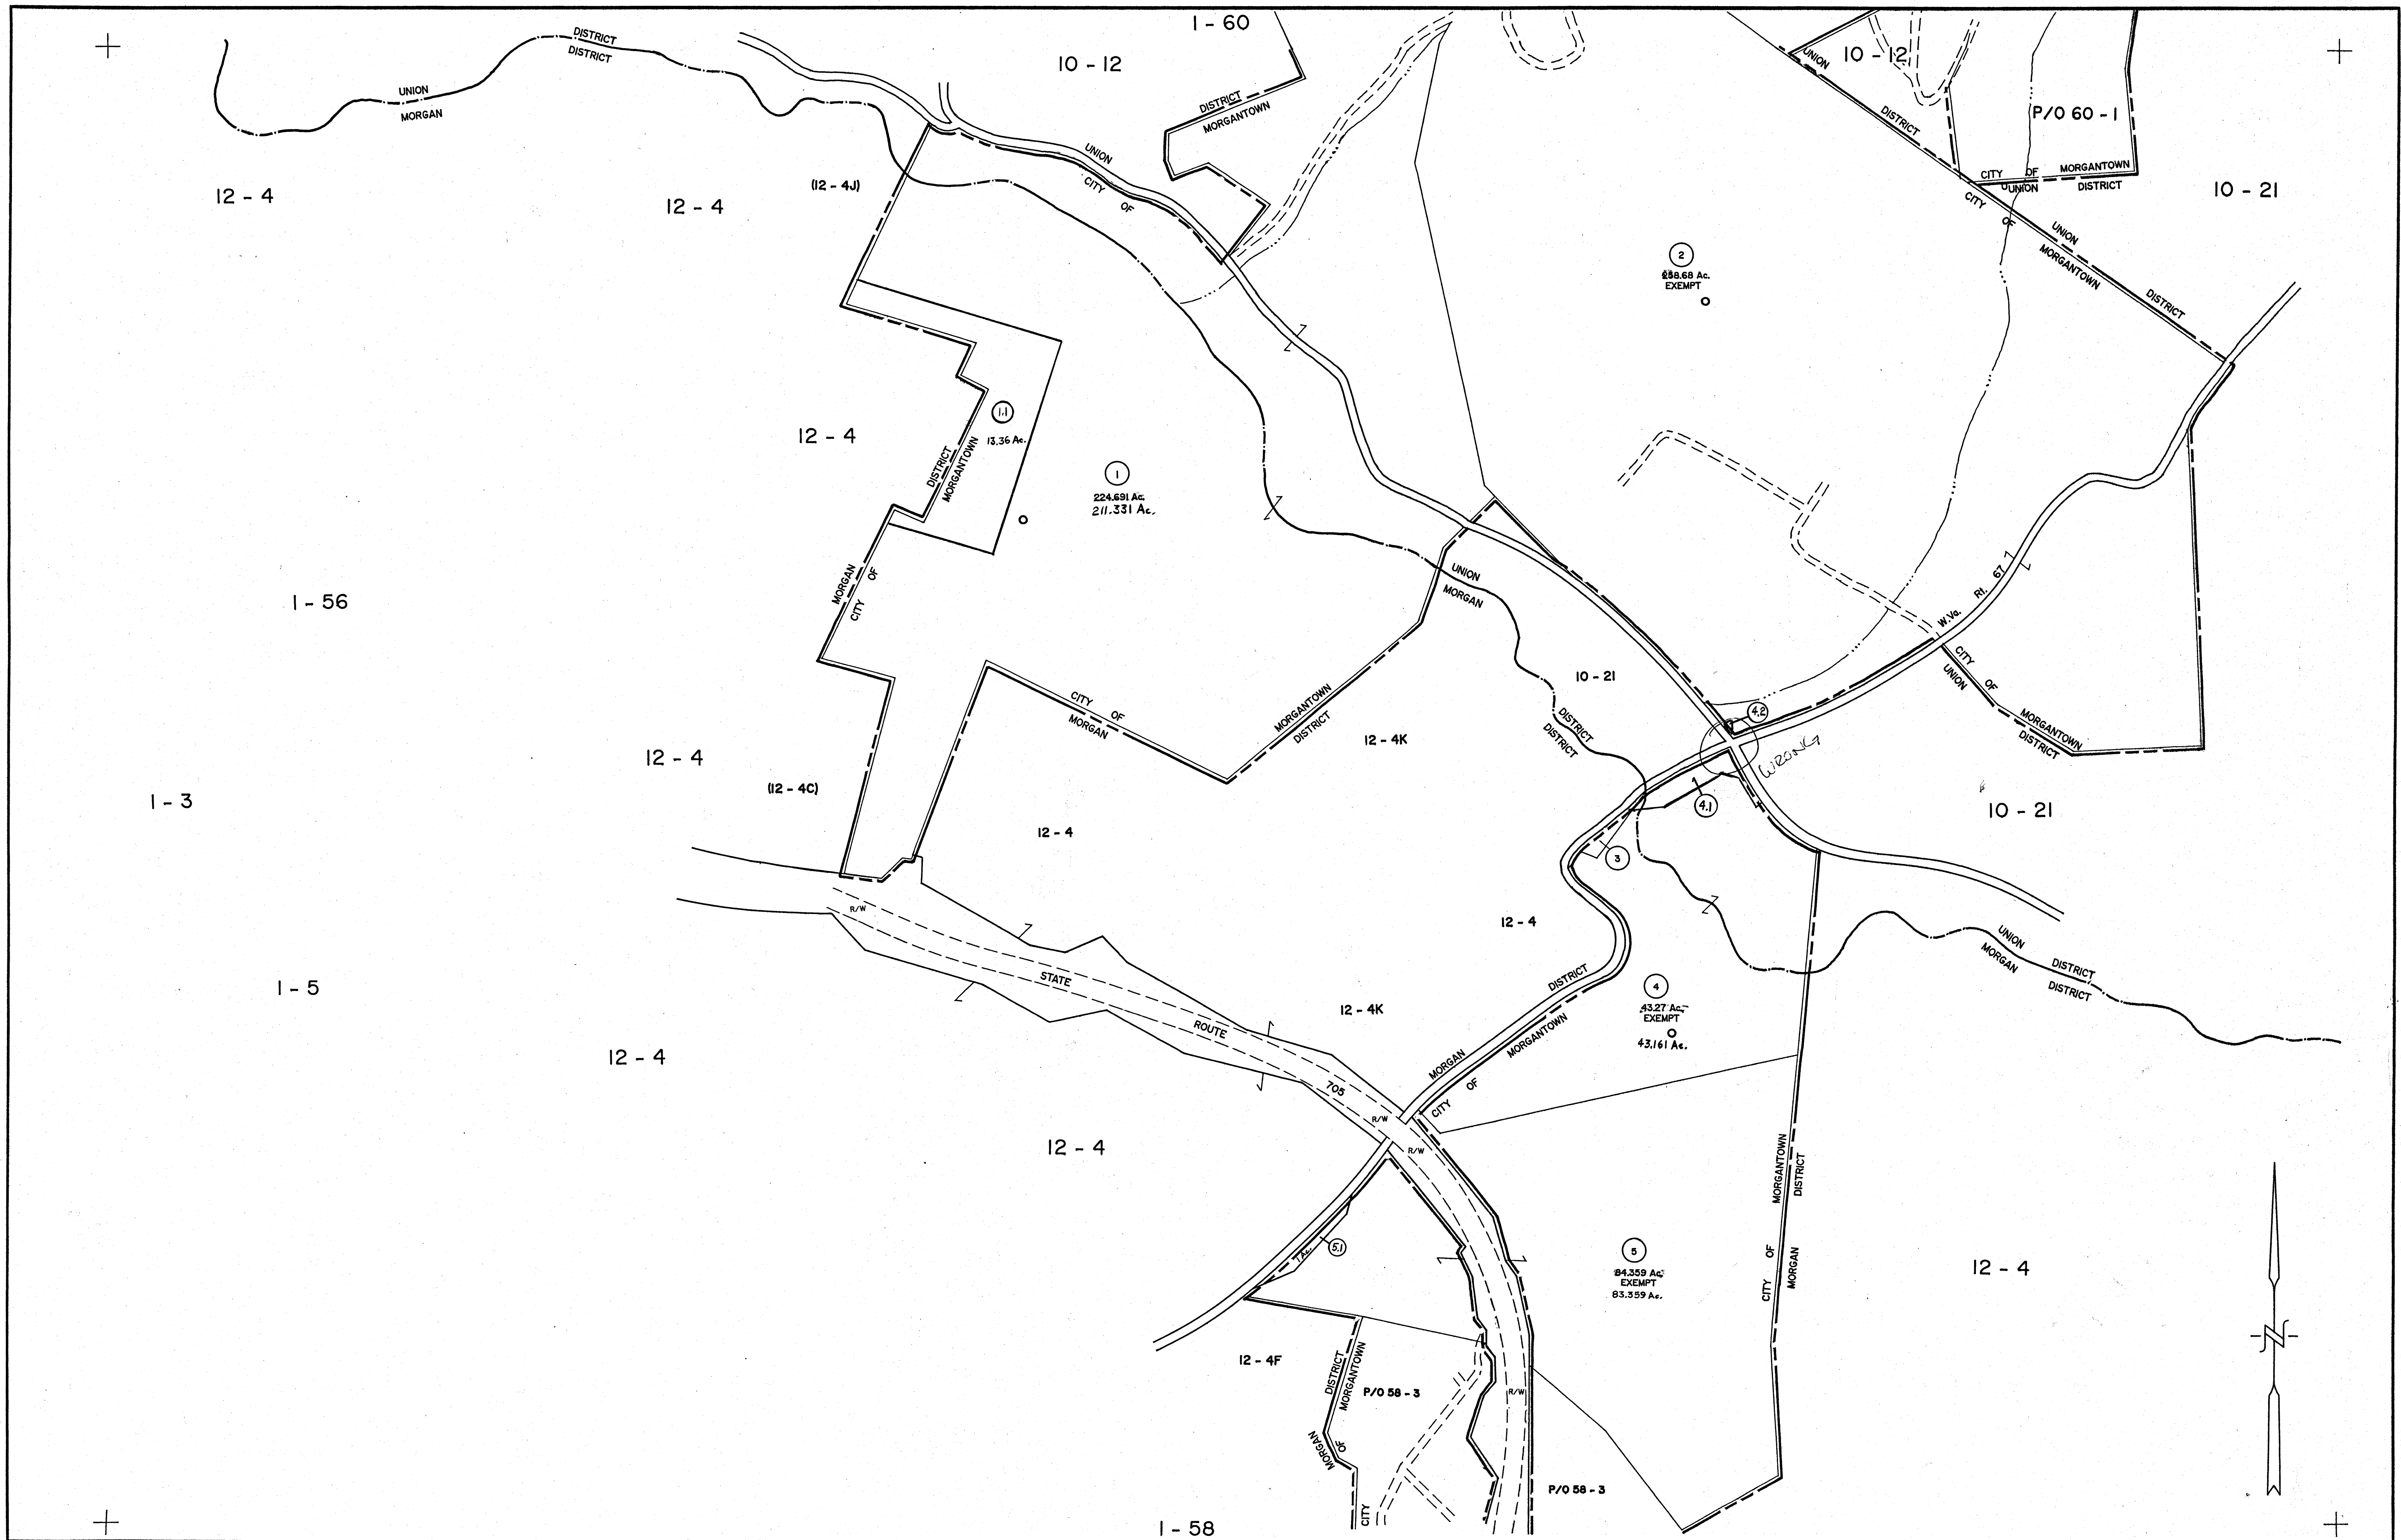 1 - 60
10 - 12
10 - 12
DISTRICT
DISTRICT
UNION
MORGAN
DISTRICT
MORGANTOWN
UNION
DISTRICT
P/O 60 - 1
CITY OF MORGANTOWN
UNION DISTRICT
12 - 4
12 - 4
(12 - 4J)
UNION
CITY OF
CITY OF
UNION
MORGANTOWN
DISTRICT
10 - 21
2
EXEMPT
12 - 4
1.1
13.36 Ac.
DISTRICT
MORGANTOWN
1
224.691 Ac.
211.331 Ac.
MORGAN
CITY OF
1 - 56
UNION
MORGAN
W.Va. Rt. 67
10 - 21
CITY OF
UNION
MORGANTOWN
DISTRICT
CITY OF
MORGAN
MORGANTOWN
DISTRICT
DISTRICT
DISTRICT
12 - 4K
4.2
WRONG
12 - 4
(12 - 4C)
1 - 3
4.1
10 - 21
12 - 4
3
R/W
12 - 4
UNION
MORGAN
DISTRICT
DISTRICT
1 - 5
STATE
ROUTE
705
12 - 4K
DISTRICT
MORGANTOWN
4
43.27 Ac.
EXEMPT
43.161 Ac.
12 - 4
MORGAN
CITY OF
R/W
R/W
12 - 4
MORGANTOWN
DISTRICT
CITY OF
MORGAN
5.1
1 Ac.
5
84.359 Ac.
EXEMPT
83.359 Ac.
12 - 4
N
12 - 4F
DISTRICT
MORGANTOWN
P/O 58 - 3
R/W
MORGAN
OF
CITY
P/O 58 - 3
1 - 58